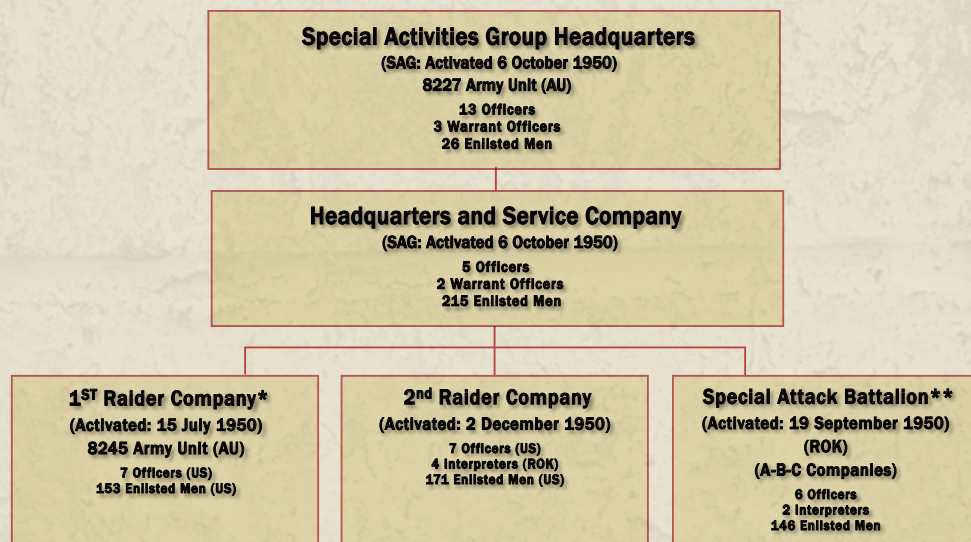 Special Activities Group Headquarters
(SAG: Activated 6 October 1950)
8227 Army Unit (AU)
13 Officers
3 Warrant Officers
26 Enlisted Men
Headquarters and Service Company
(SAG: Activated 6 October 1950)
5 Officers
2 Warrant Officers
215 Enlisted Men
1ST Raider Company*
(Activated: 15 July 1950)
8245 Army Unit (AU)
7 Officers (US)
153 Enlisted Men (US)
2nd Raider Company
(Activated: 2 December 1950)
7 Officers (US)
4 Interpreters (ROK)
171 Enlisted Men (US)
Special Attack Battalion**
(Activated: 19 September 1950)
(ROK)
(A-B-C Companies)
6 Officers
2 Interpreters
146 Enlisted Men